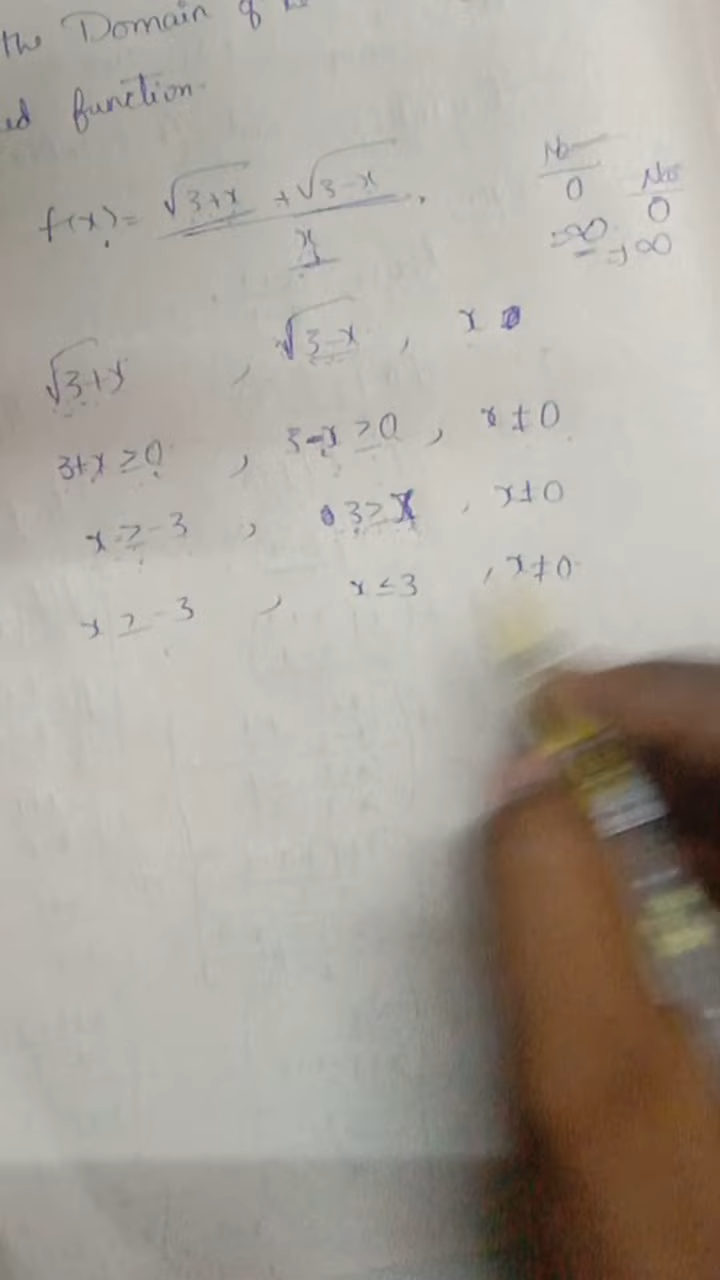 the Domain of
ed function.
f(x) = √3+x + √3-x / x .
No / 0 = ∞
No / 0 = ∞
√3+x , √3-x , x
3+x ≥ 0 , 3-x ≥ 0 , x ≠ 0
x ≥ -3 , 3 ≥ x , x ≠ 0
x ≥ -3 , x ≤ 3 , x ≠ 0